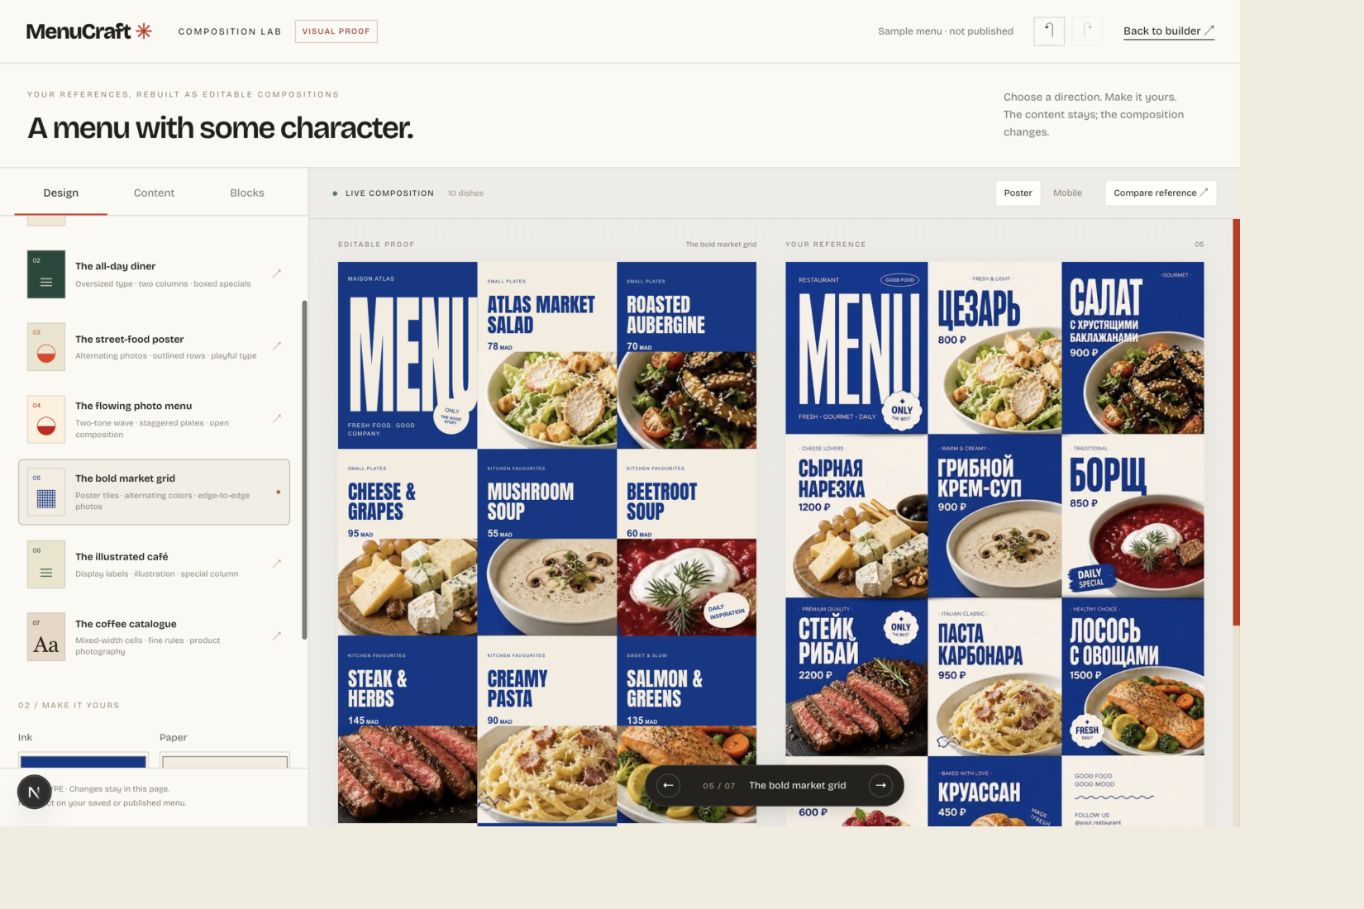 MenuCraft
COMPOSITION LAB
VISUAL PROOF
Sample menu · not published
Back to builder
YOUR REFERENCES, REBUILT AS EDITABLE COMPOSITIONS
A menu with some character.
Choose a direction. Make it yours.
The content stays; the composition
changes.
Design
Content
Blocks
02
The all-day diner
Oversized type · two columns · boxed specials
03
The street-food poster
Alternating photos · outlined rows · playful type
04
The flowing photo menu
Two-tone wave · staggered plates · open
composition
05
The bold market grid
Poster tiles · alternating colors · edge-to-edge
photos
06
The illustrated café
Display labels · illustration · special column
07
Aa
The coffee catalogue
Mixed-width cells · fine rules · product
photography
02 / MAKE IT YOURS
Ink
Paper
N
· Changes stay in this page.
on your saved or published menu.
LIVE COMPOSITION
10 dishes
Poster
Mobile
Compare reference
EDITABLE PROOF
The bold market grid
MAISON ATLAS
MENU
FRESH FOOD. GOOD
COMPANY.
ONLY
THE GOOD
STUFF
SMALL PLATES
ATLAS MARKET
SALAD
78 MAD
SMALL PLATES
ROASTED
AUBERGINE
70 MAD
SMALL PLATES
CHEESE &
GRAPES
95 MAD
KITCHEN FAVOURITES
MUSHROOM
SOUP
55 MAD
KITCHEN FAVOURITES
BEETROOT
SOUP
60 MAD
DAILY
INSPIRATION
KITCHEN FAVOURITES
STEAK &
HERBS
145 MAD
KITCHEN FAVOURITES
CREAMY
PASTA
90 MAD
SWEET & SLOW
SALMON &
GREENS
135 MAD
YOUR REFERENCE
05
RESTAURANT
GOOD FOOD
MENU
FRESH · GOURMET · DAILY
ONLY
THE BEST
· FRESH & LIGHT ·
ЦЕЗАРЬ
800 ₽
· GOURMET
САЛАТ
С ХРУСТЯЩИМИ
БАКЛАЖАНАМИ
900 ₽
· CHEESE LOVERS ·
СЫРНАЯ
НАРЕЗКА
1200 ₽
· WARM & CREAMY ·
ГРИБНОЙ
КРЕМ-СУП
900 ₽
· TRADITIONAL ·
БОРЩ
850 ₽
DAILY
SPECIAL
· PREMIUM QUALITY ·
СТЕЙК
РИБАЙ
2200 ₽
ONLY
THE BEST
· ITALIAN CLASSIC ·
ПАСТА
КАРБОНАРА
950 ₽
· HEALTHY CHOICE ·
ЛОСОСЬ
С ОВОЩАМИ
1500 ₽
FRESH
600 ₽
· BAKED WITH LOVE ·
КРУАССАН
450 ₽
MADE
FRESH
GOOD FOOD
GOOD MOOD
FOLLOW US
@your.restaurant
05 / 07
The bold market grid